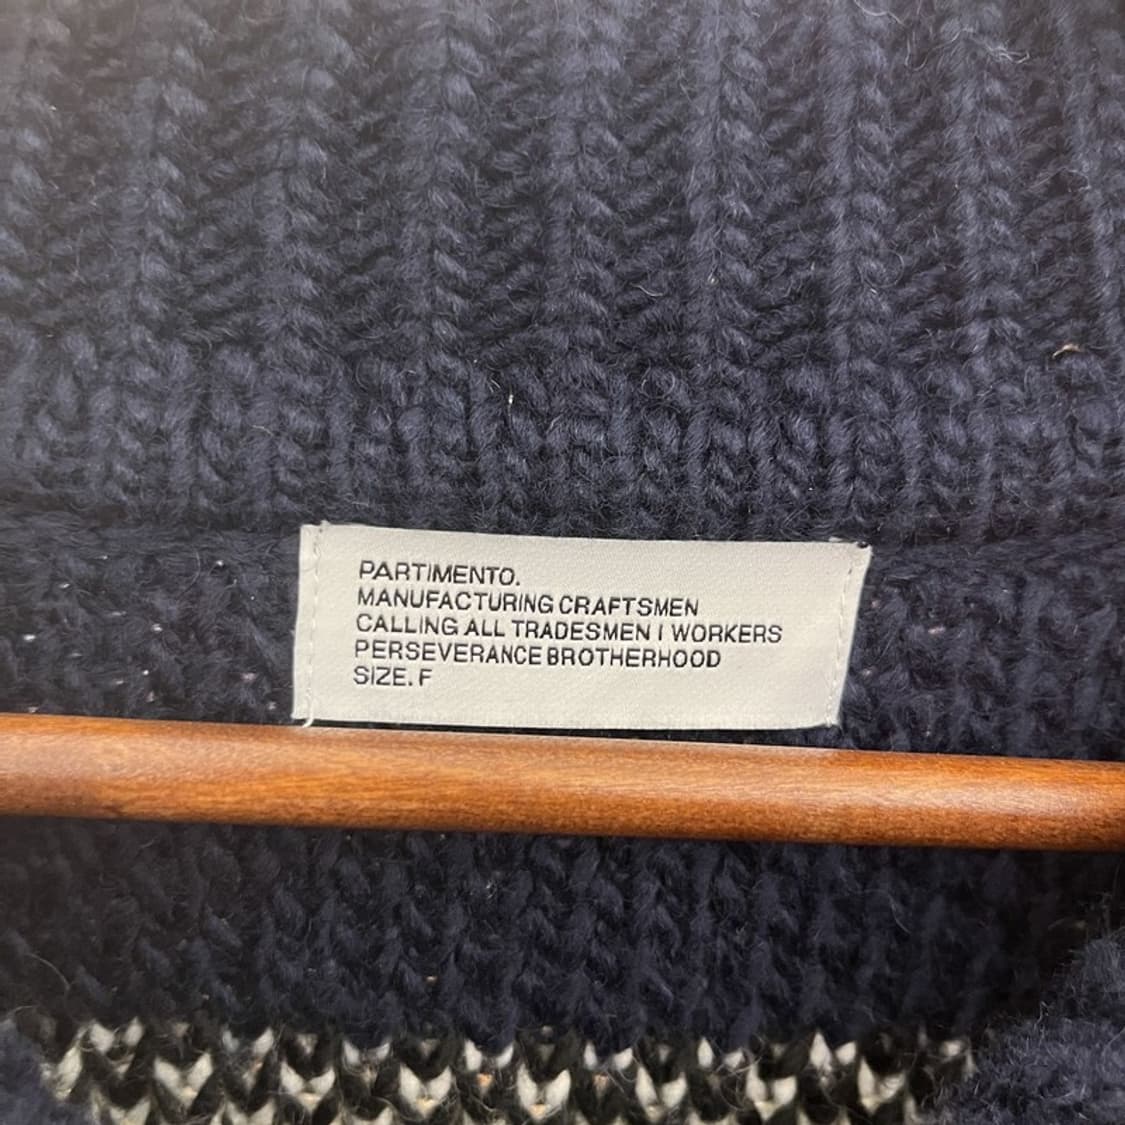 PARTIMENTO.
MANUFACTURING CRAFTSMEN
CALLING ALL TRADESMEN I WORKERS
PERSEVERANCE BROTHERHOOD
SIZE. F